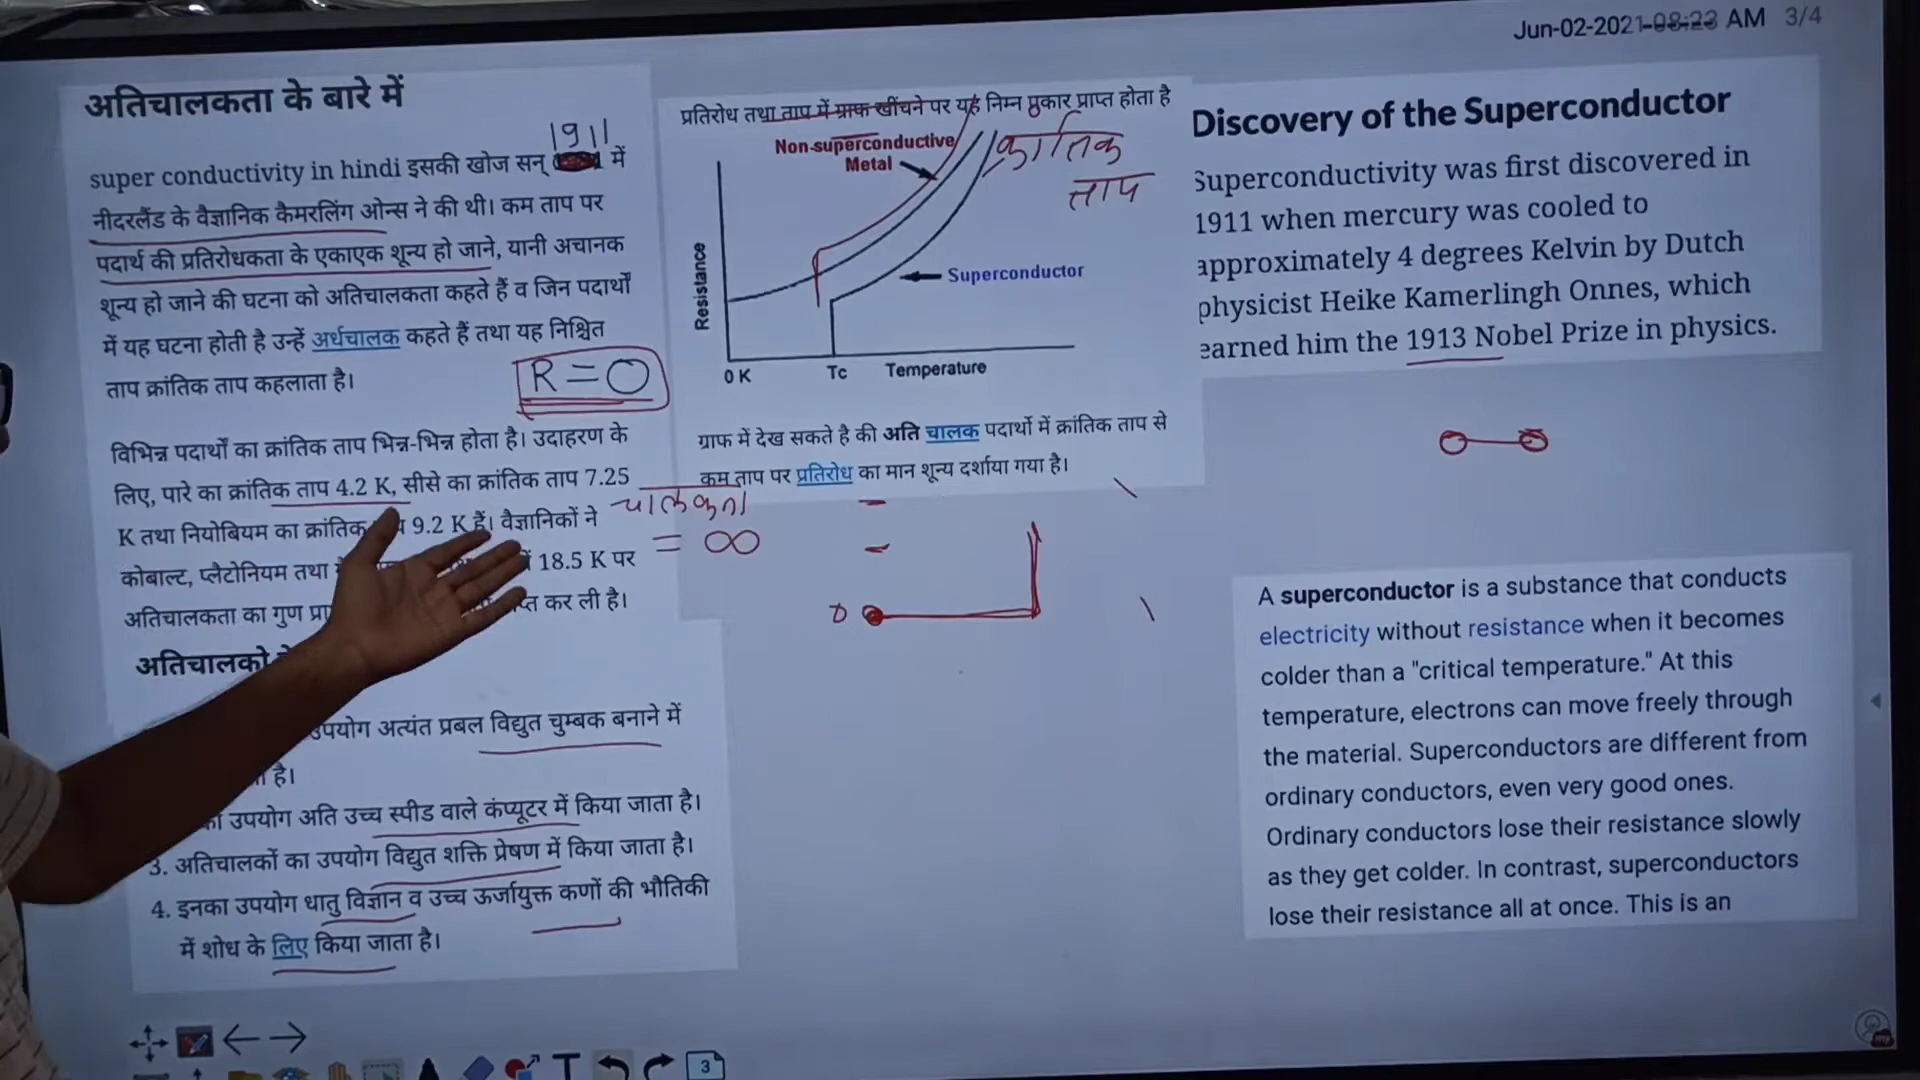 Jun-02-2021-08:23 AM 3/4
अतिचालकता के बारे में
1911
super conductivity in hindi इसकी खोज सन् में
नीदरलैंड के वैज्ञानिक कैमरलिंग ओन्स ने की थी। कम ताप पर
पदार्थ की प्रतिरोधकता के एकाएक शून्य हो जाने, यानी अचानक
शून्य हो जाने की घटना को अतिचालकता कहते हैं व जिन पदार्थों
में यह घटना होती है उन्हें अर्धचालक कहते हैं तथा यह निश्चित
ताप क्रांतिक ताप कहलाता है।
R = O
विभिन्न पदार्थों का क्रांतिक ताप भिन्न-भिन्न होता है। उदाहरण के
लिए, पारे का क्रांतिक ताप 4.2 K, सीसे का क्रांतिक ताप 7.25
K तथा नियोबियम का क्रांतिक 9.2 K हैं। वैज्ञानिकों ने
कोबाल्ट, प्लैटोनियम तथा 18.5 K पर
अतिचालकता का गुण कर ली है।
अतिचालको
उपयोग अत्यंत प्रबल विद्युत चुम्बक बनाने में
है।
उपयोग अति उच्च स्पीड वाले कंप्यूटर में किया जाता है।
3. अतिचालकों का उपयोग विद्युत शक्ति प्रेषण में किया जाता है।
4. इनका उपयोग धातु विज्ञान व उच्च ऊर्जायुक्त कणों की भौतिकी
में शोध के लिए किया जाता है।
प्रतिरोध तथा ताप में ग्राफ खींचने पर यह निम्न प्रकार प्राप्त होता है
Non-superconductive
Metal
क्रांतिक
ताप
Resistance
Superconductor
0 K Tc Temperature
ग्राफ में देख सकते है की अति चालक पदार्थो में क्रांतिक ताप से
कम ताप पर प्रतिरोध का मान शून्य दर्शाया गया है।
चालकता
= ∞
Discovery of the Superconductor
Superconductivity was first discovered in
1911 when mercury was cooled to
approximately 4 degrees Kelvin by Dutch
physicist Heike Kamerlingh Onnes, which
earned him the 1913 Nobel Prize in physics.
A superconductor is a substance that conducts
electricity without resistance when it becomes
colder than a "critical temperature." At this
temperature, electrons can move freely through
the material. Superconductors are different from
ordinary conductors, even very good ones.
Ordinary conductors lose their resistance slowly
as they get colder. In contrast, superconductors
lose their resistance all at once. This is an
T
3